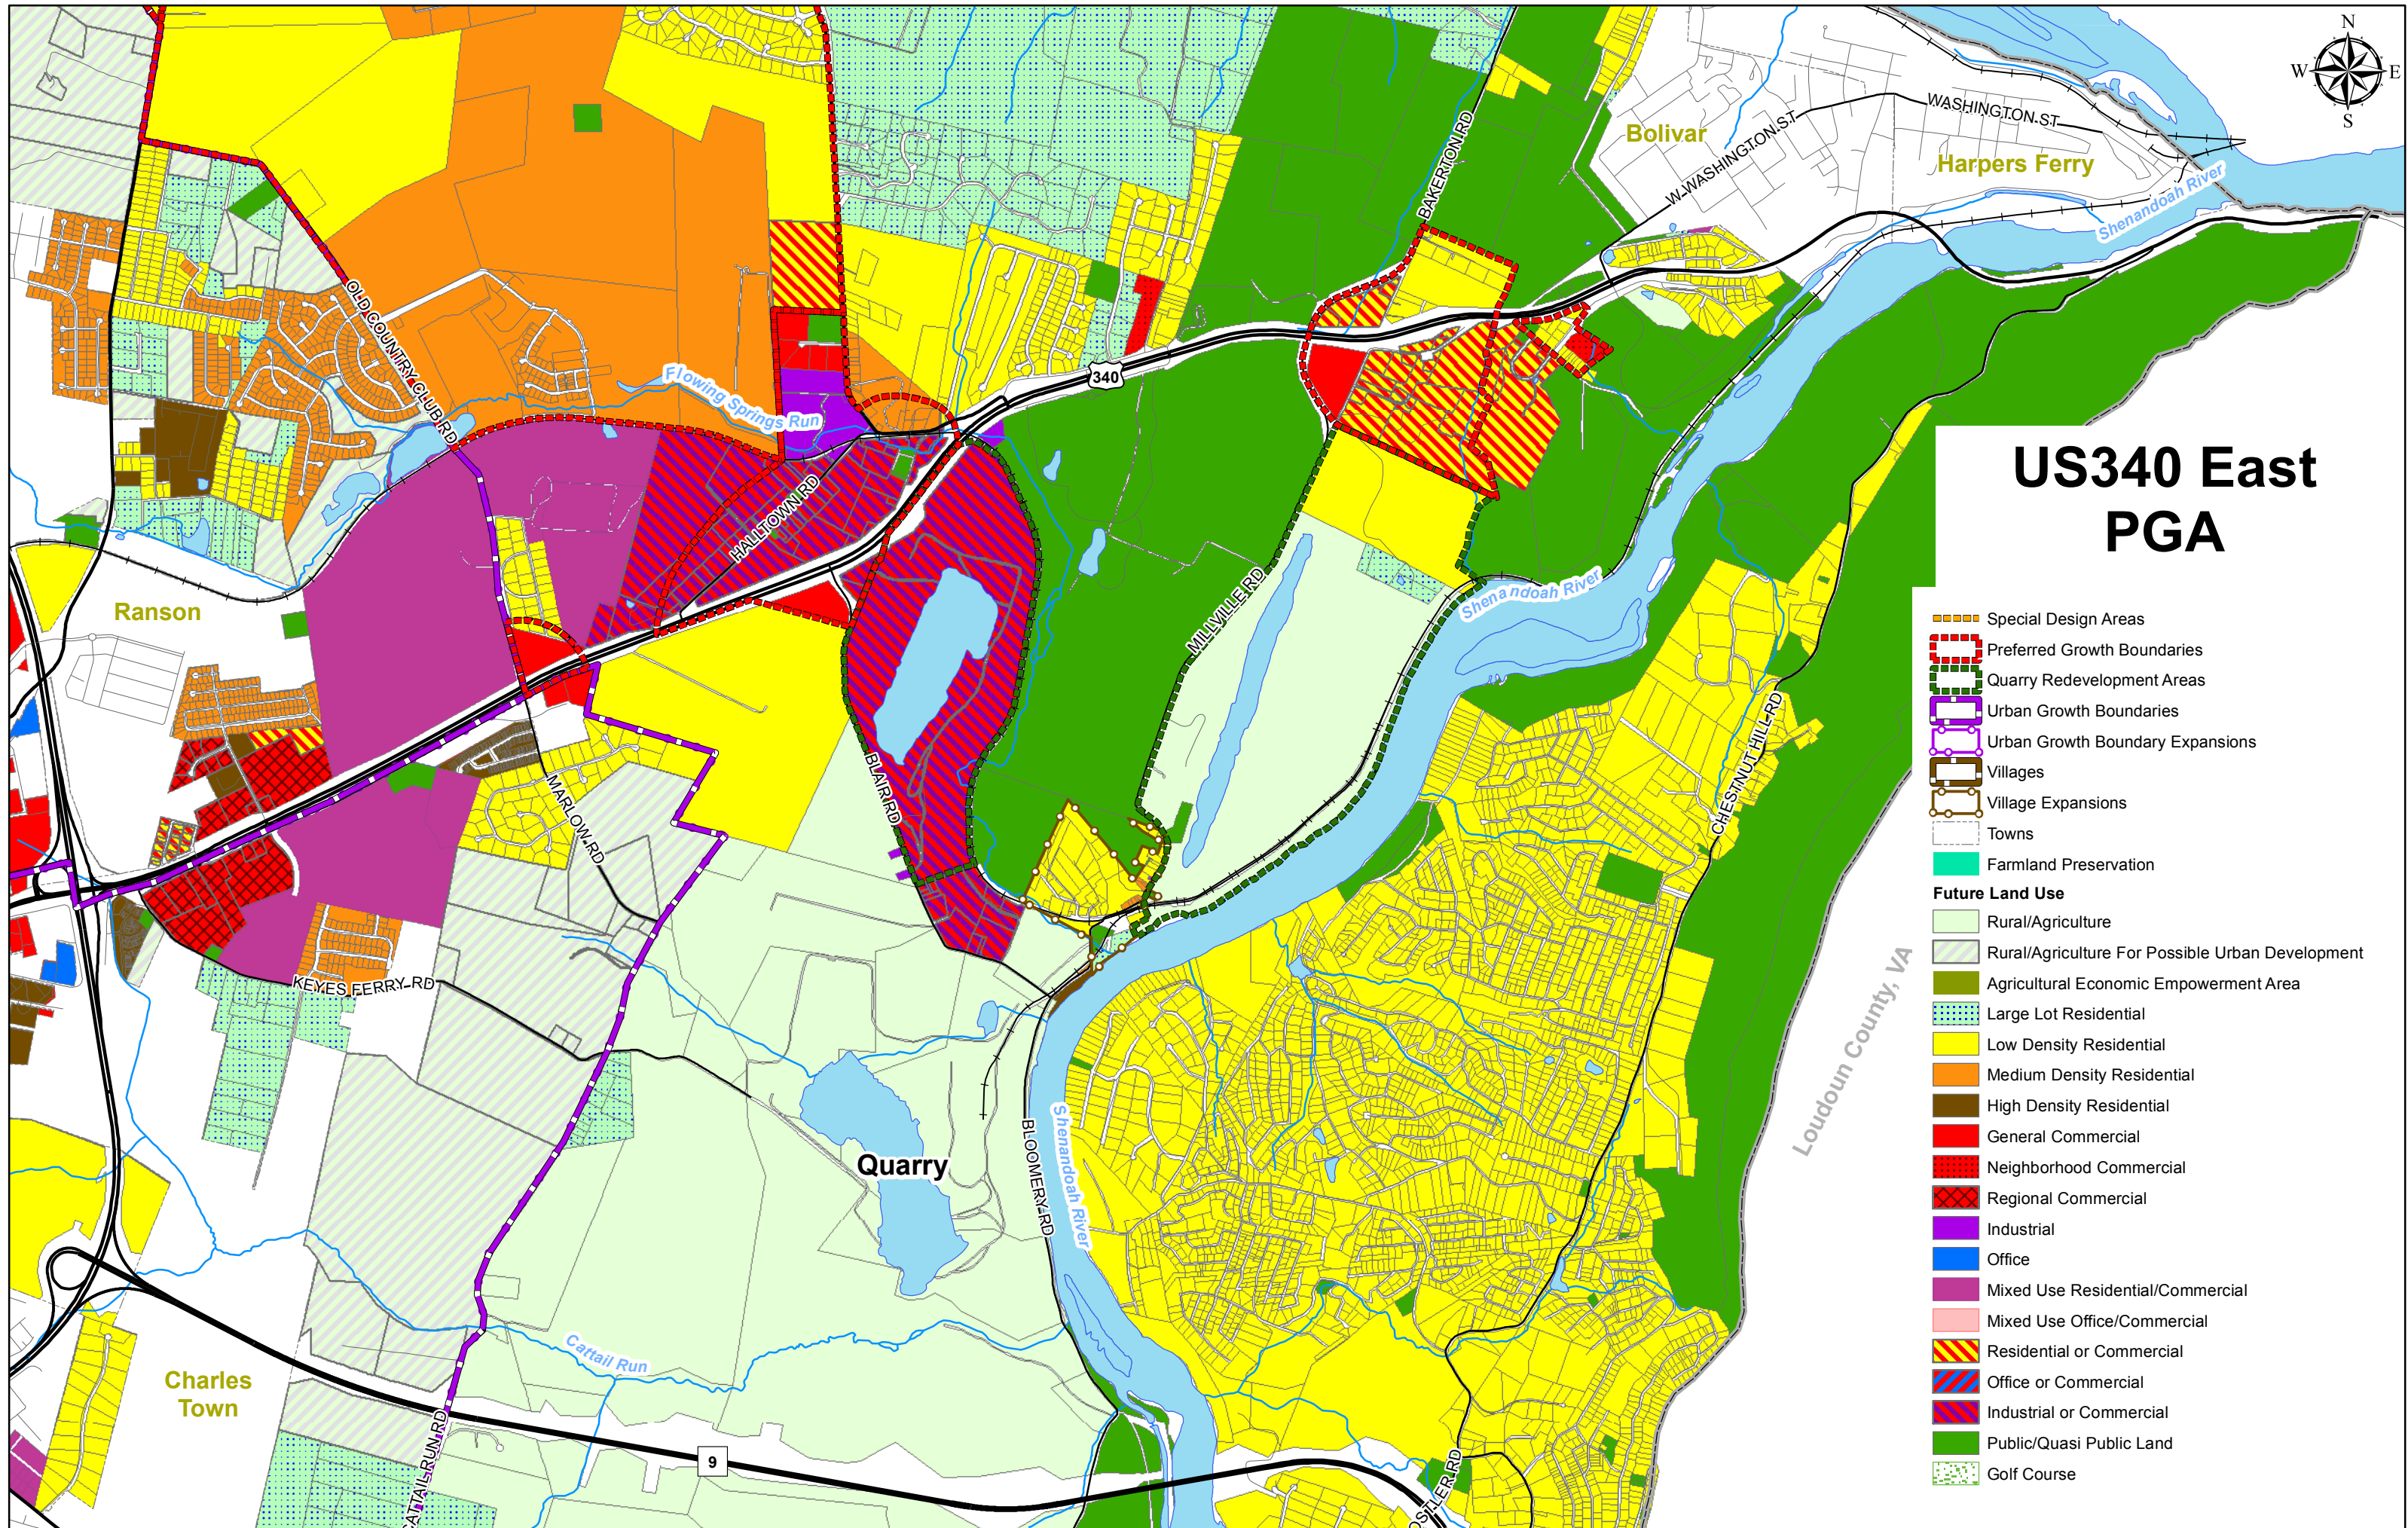 N
W E
S
WASHINGTON ST
Bolivar
W WASHINGTON ST
Harpers Ferry
Shenandoah River
BAKERTON RD
OLD COUNTRY CLUB RD
340
Flowing Springs Run
US340 East
PGA
HALLTOWN RD
Ranson
MILLVILLE RD
Shenandoah River
CHESTNUT HILL RD
BLAIR RD
MARLOW RD
KEYES FERRY RD
Loudoun County, VA
Quarry
BLOOMERY RD
Shenandoah River
Cattail Run
Charles
Town
CATTAIL RUN RD
9
Special Design Areas
Preferred Growth Boundaries
Quarry Redevelopment Areas
Urban Growth Boundaries
Urban Growth Boundary Expansions
Villages
Village Expansions
Towns
Farmland Preservation
Future Land Use
Rural/Agriculture
Rural/Agriculture For Possible Urban Development
Agricultural Economic Empowerment Area
Large Lot Residential
Low Density Residential
Medium Density Residential
High Density Residential
General Commercial
Neighborhood Commercial
Regional Commercial
Industrial
Office
Mixed Use Residential/Commercial
Mixed Use Office/Commercial
Residential or Commercial
Office or Commercial
Industrial or Commercial
Public/Quasi Public Land
Golf Course